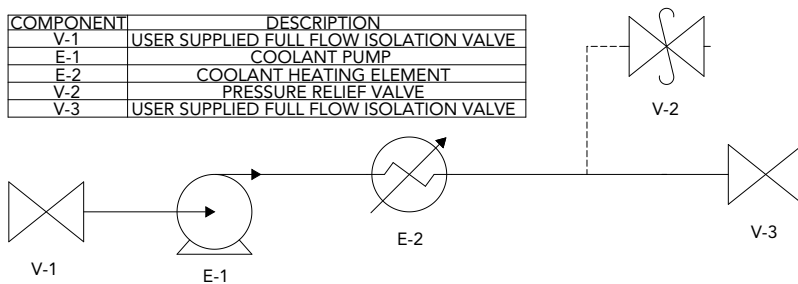 COMPONENT DESCRIPTION
V-1 USER SUPPLIED FULL FLOW ISOLATION VALVE
E-1 COOLANT PUMP
E-2 COOLANT HEATING ELEMENT
V-2 PRESSURE RELIEF VALVE
V-3 USER SUPPLIED FULL FLOW ISOLATION VALVE
V-2
V-1
E-1
E-2
V-3